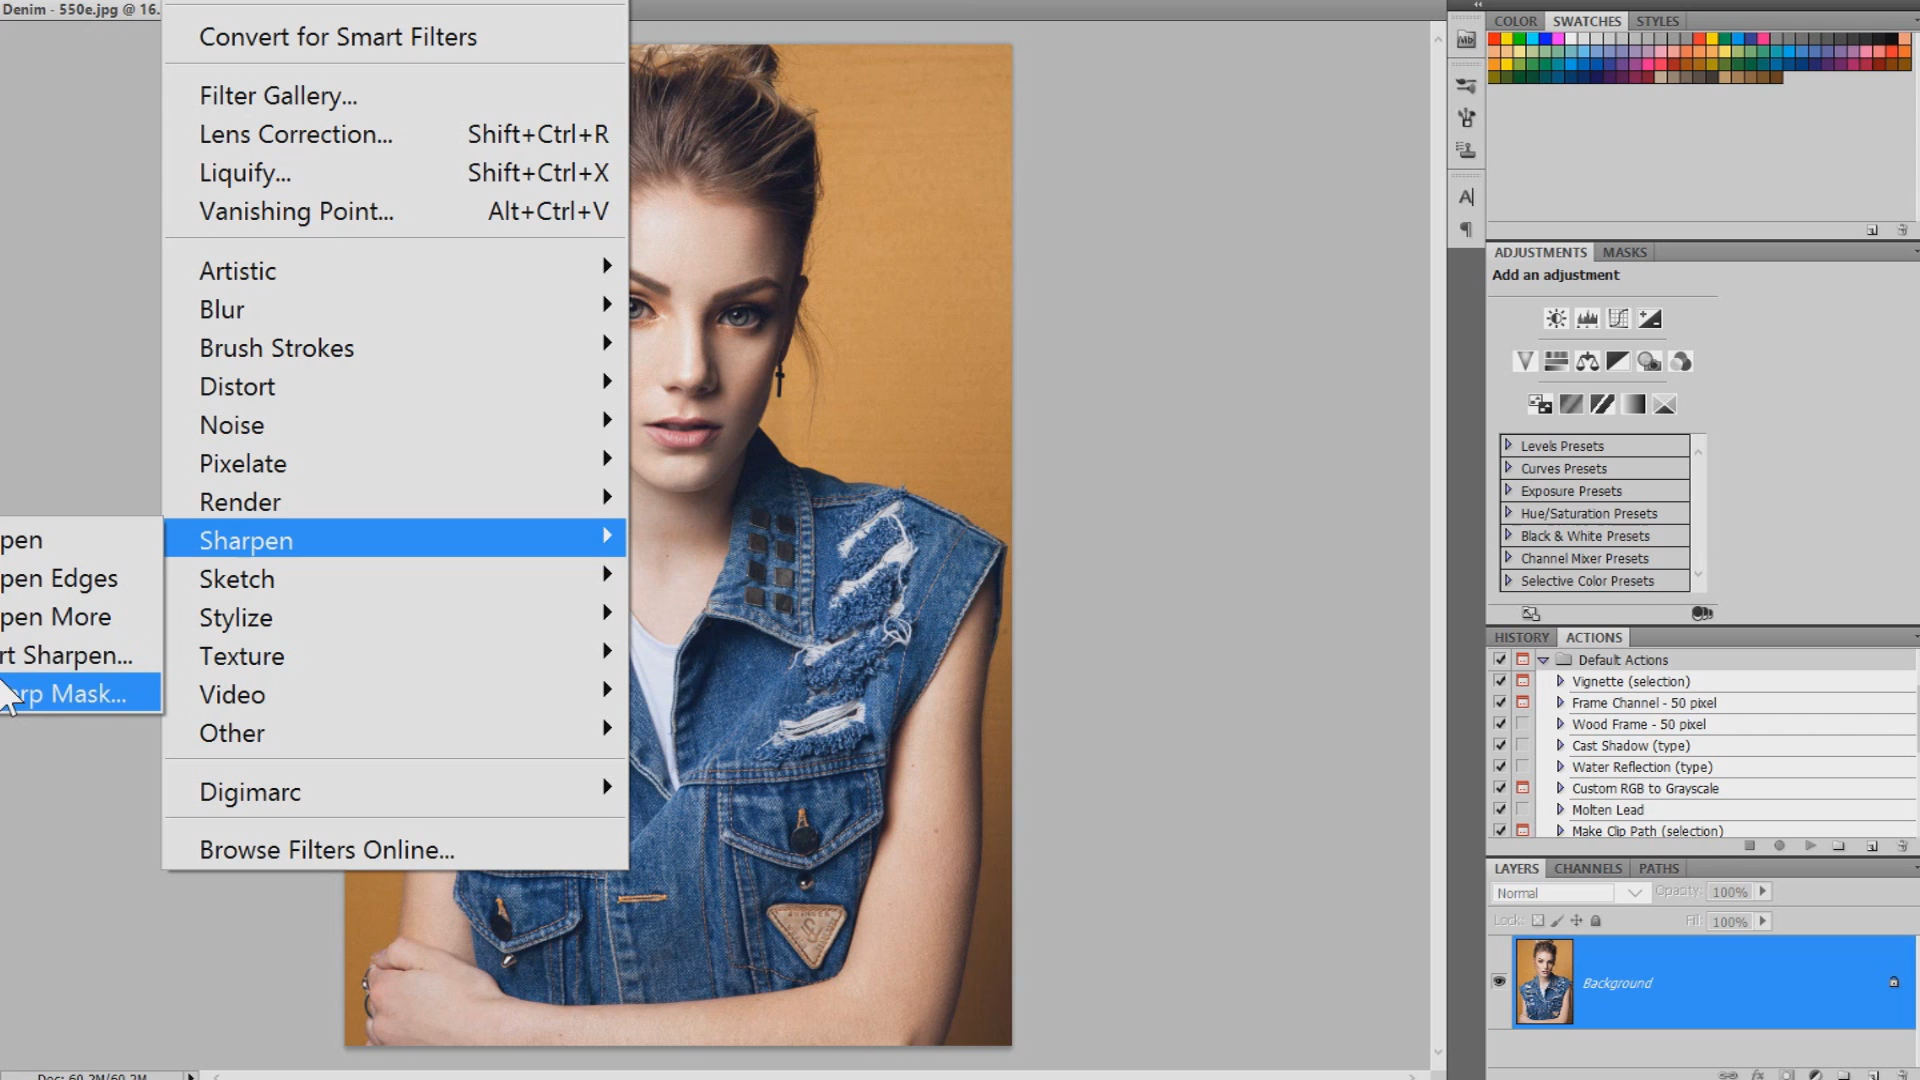 Denim - 550e.jpg @ 16.
Convert for Smart Filters
Filter Gallery...
Lens Correction... Shift+Ctrl+R
Liquify... Shift+Ctrl+X
Vanishing Point... Alt+Ctrl+V
Artistic
Blur
Brush Strokes
Distort
Noise
Pixelate
Render
Sharpen
Sketch
Stylize
Texture
Video
Other
Digimarc
Browse Filters Online...
pen
pen Edges
pen More
rt Sharpen...
arp Mask...
COLOR SWATCHES STYLES
Mb
A
ADJUSTMENTS MASKS
Add an adjustment
Levels Presets
Curves Presets
Exposure Presets
Hue/Saturation Presets
Black & White Presets
Channel Mixer Presets
Selective Color Presets
HISTORY ACTIONS
Default Actions
Vignette (selection)
Frame Channel - 50 pixel
Wood Frame - 50 pixel
Cast Shadow (type)
Water Reflection (type)
Custom RGB to Grayscale
Molten Lead
Make Clip Path (selection)
LAYERS CHANNELS PATHS
Normal Opacity: 100%
Lock: Fill: 100%
Background
Doc: 60.2M/60.2M